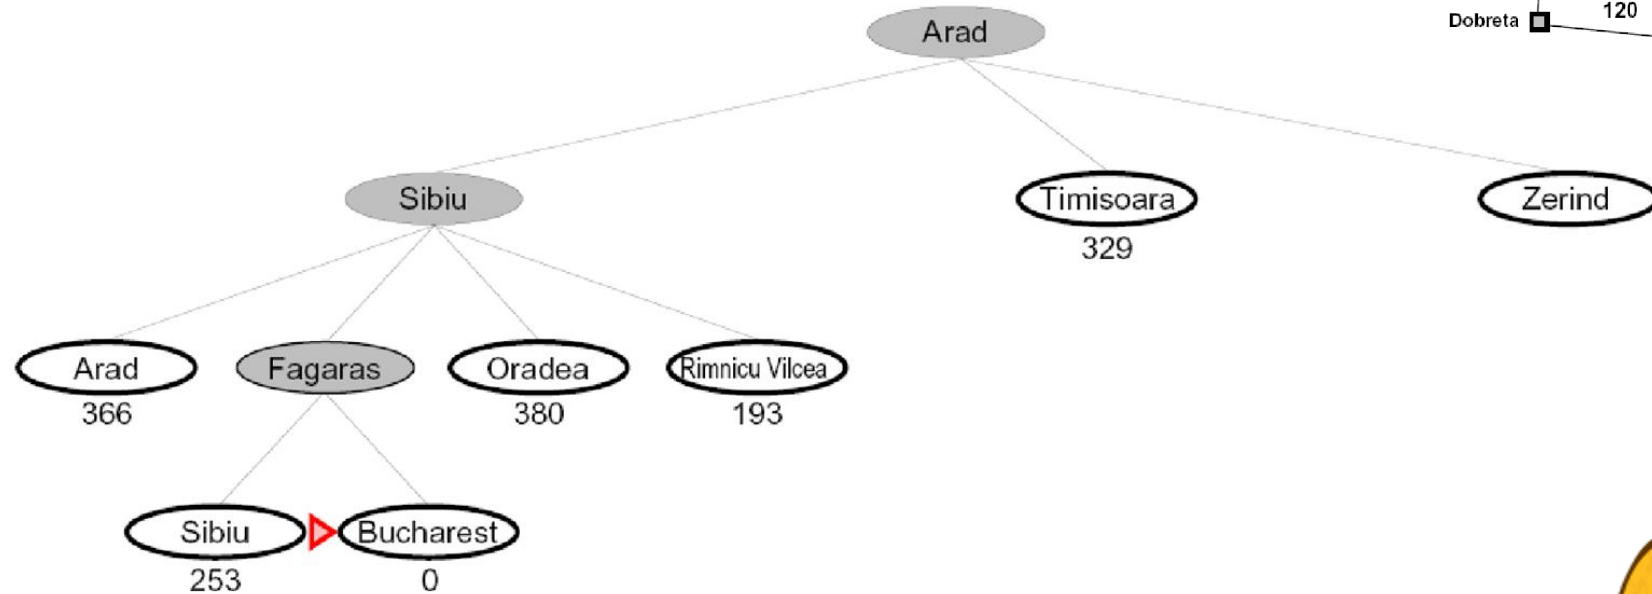 120
Dobreta
Arad
Sibiu
Timisoara
Zerind
329
Arad
Fagaras
Oradea
Rimnicu Vilcea
366
380
193
Sibiu
Bucharest
253
0